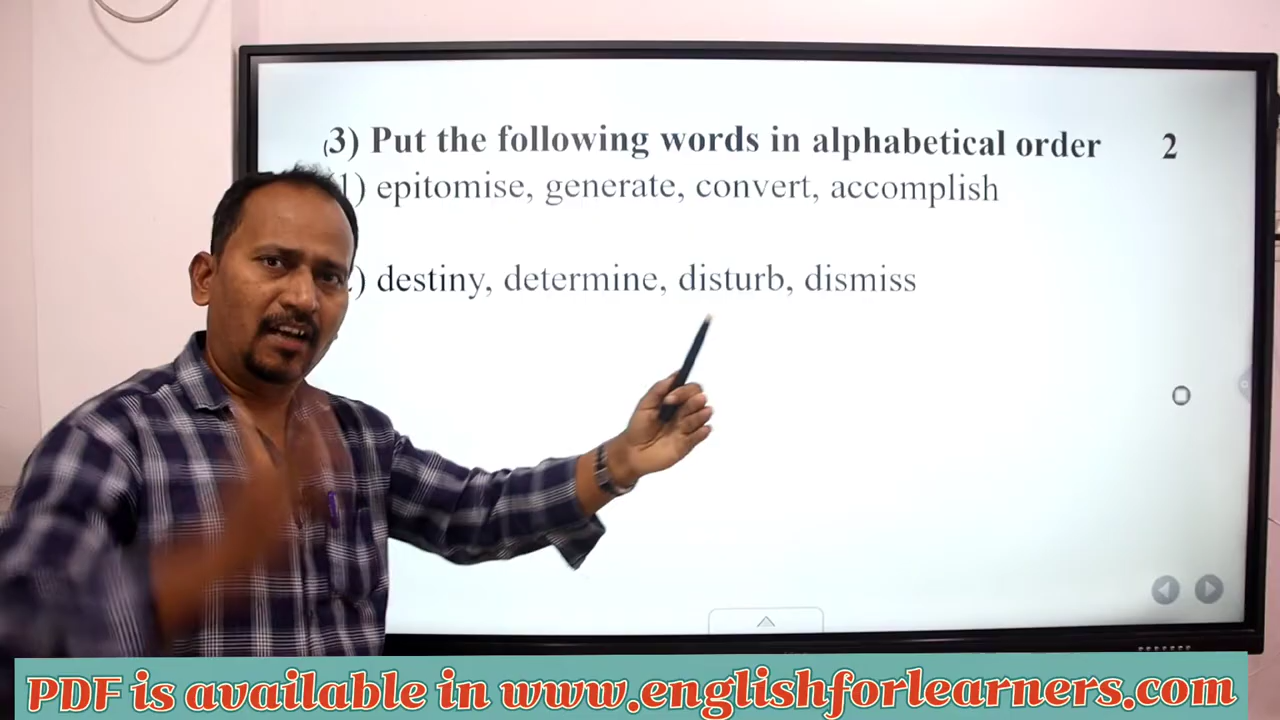 (3) Put the following words in alphabetical order 2
1) epitomise, generate, convert, accomplish
) destiny, determine, disturb, dismiss
PDF is available in www.englishforlearners.com